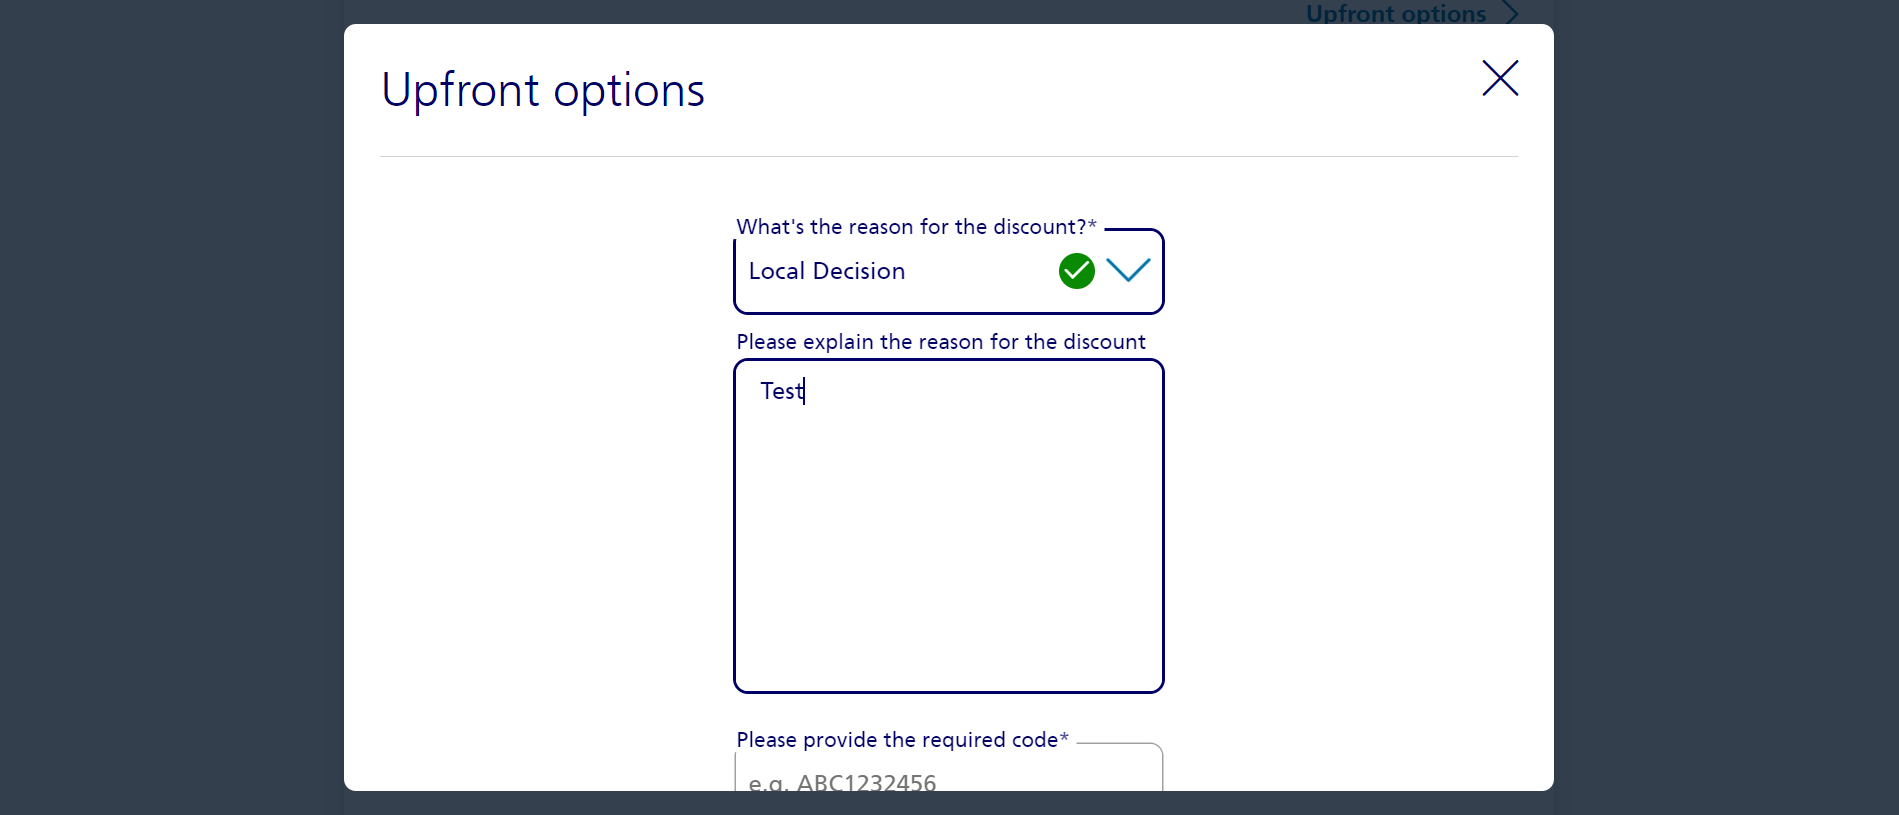 Upfront options
Upfront options
What's the reason for the discount?*
Local Decision
Please explain the reason for the discount
Test
Please provide the required code*
e.g. ABC1232456